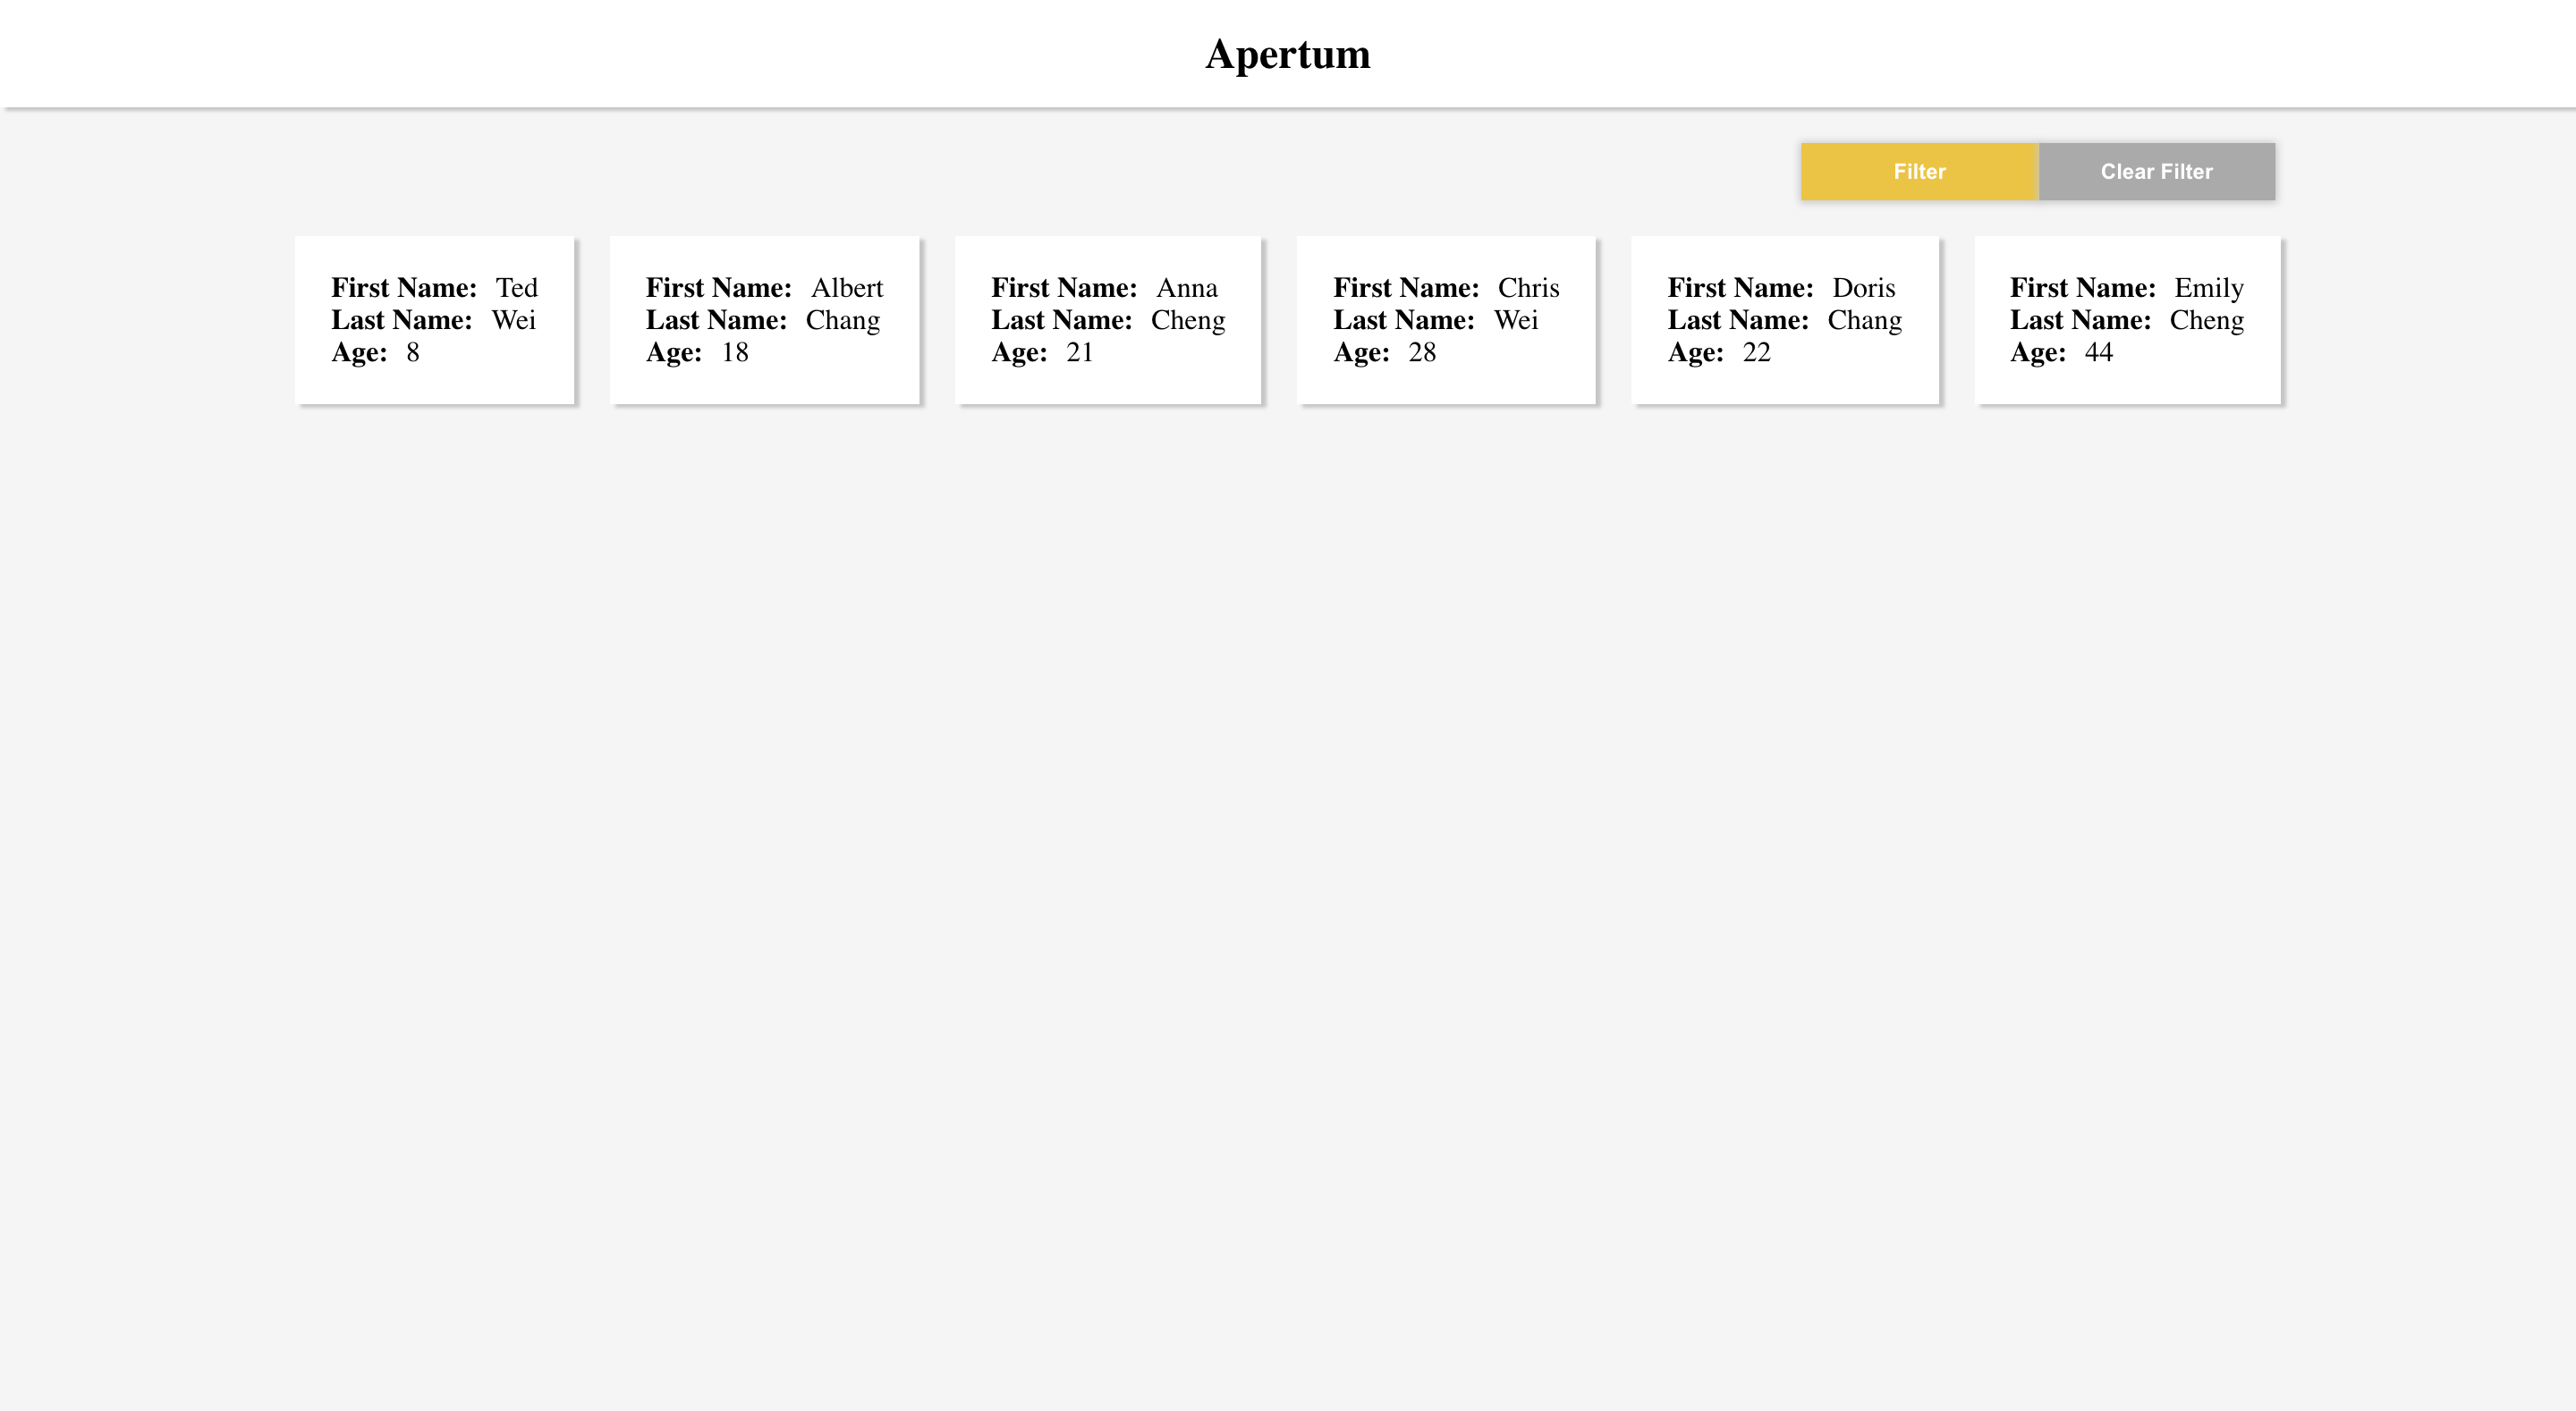 Apertum
Filter
Clear Filter
First Name: Ted
Last Name: Wei
Age: 8
First Name: Albert
Last Name: Chang
Age: 18
First Name: Anna
Last Name: Cheng
Age: 21
First Name: Chris
Last Name: Wei
Age: 28
First Name: Doris
Last Name: Chang
Age: 22
First Name: Emily
Last Name: Cheng
Age: 44